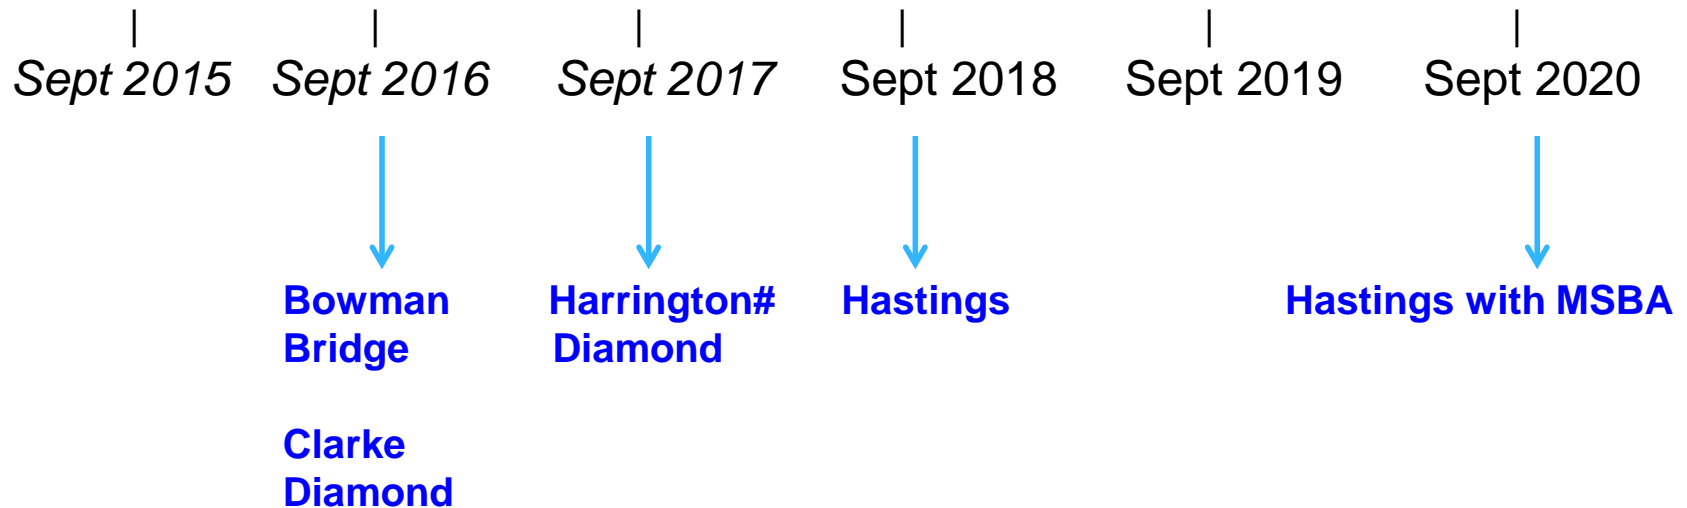 Sept 2015 Sept 2016 Sept 2017 Sept 2018 Sept 2019 Sept 2020
Bowman Harrington# Hastings Hastings with MSBA
Bridge Diamond
Clarke
Diamond